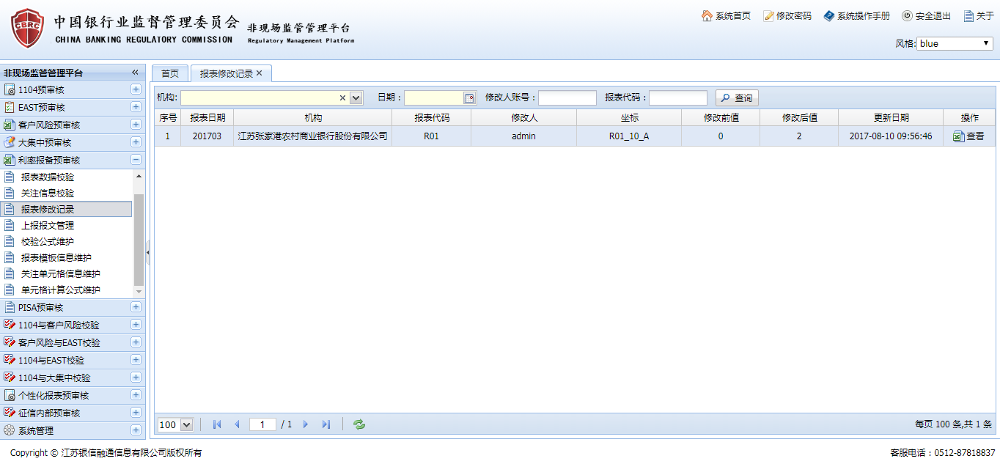 CBRC
中国银行业监督管理委员会
CHINA BANKING REGULATORY COMMISSION
非现场监管管理平台
Regulatory Management Platform
系统首页 修改密码 系统操作手册 安全退出 关于
风格: blue
非现场监管管理平台
1104预审核
EAST预审核
客户风险预审核
大集中预审核
利率报备预审核
报表数据校验
关注信息校验
报表修改记录
上报报文管理
校验公式维护
报表模板信息维护
关注单元格信息维护
单元格计算公式维护
PISA预审核
1104与客户风险校验
客户风险与EAST校验
1104与EAST校验
1104与大集中校验
个性化报表预审核
征信内部预审核
系统管理
首页 报表修改记录
机构: 日期: 修改人账号: 报表代码: 查询
序号 报表日期 机构 报表代码 修改人 坐标 修改前值 修改后值 更新日期 操作
1 201703 江苏张家港农村商业银行股份有限公司 R01 admin R01_10_A 0 2 2017-08-10 09:56:46 查看
100 1 / 1 每页 100 条,共 1 条
Copyright © 江苏银信融通信息有限公司版权所有 客服电话：0512-87818837